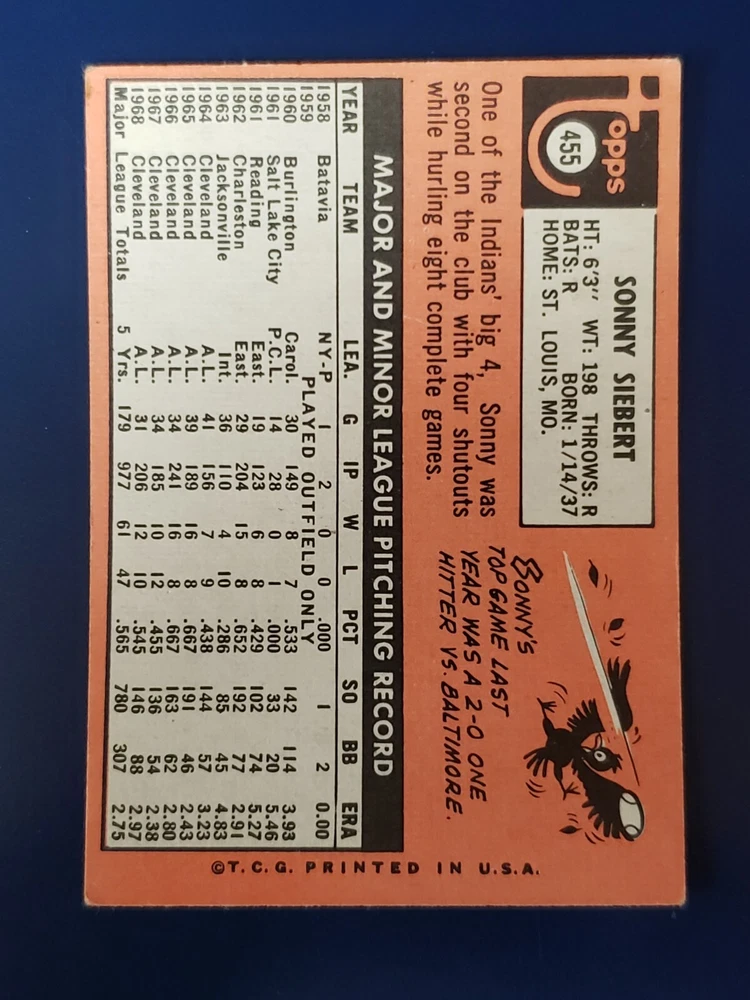 Topps
455
SONNY SIEBERT
HT: 6'3" WT: 198 THROWS: R
BATS: R BORN: 1/14/37
HOME: ST. LOUIS, MO.
One of the Indians' big 4, Sonny was
second on the club with four shutouts
while hurling eight complete games.
SONNY'S
TOP GAME LAST
YEAR WAS A 2-0 ONE
HITTER VS. BALTIMORE.
MAJOR AND MINOR LEAGUE PITCHING RECORD
YEAR TEAM LEA. G IP W L PCT SO BB ERA
1958 Batavia NY-P 1 2 0 0 .000 1 2 0.00
1959 PLAYED OUTFIELD ONLY
1960 Burlington Carol. 30 149 8 7 .533 142 114 3.93
1961 Salt Lake City P.C.L. 14 28 0 1 .000 33 20 5.46
1961 Reading East. 19 123 6 8 .429 102 74 5.27
1962 Charleston East. 29 204 15 8 .652 192 77 2.91
1963 Jacksonville Int. 36 110 4 10 .286 85 45 4.83
1964 Cleveland A.L. 41 156 7 9 .438 144 57 3.23
1965 Cleveland A.L. 39 189 16 8 .667 191 46 2.43
1966 Cleveland A.L. 34 241 16 8 .667 163 62 2.80
1967 Cleveland A.L. 34 185 10 12 .455 136 54 2.38
1968 Cleveland A.L. 31 206 12 10 .545 146 88 2.97
Major League Totals 5 Yrs. 179 977 61 47 .565 780 307 2.75
©T.C.G. PRINTED IN U.S.A.